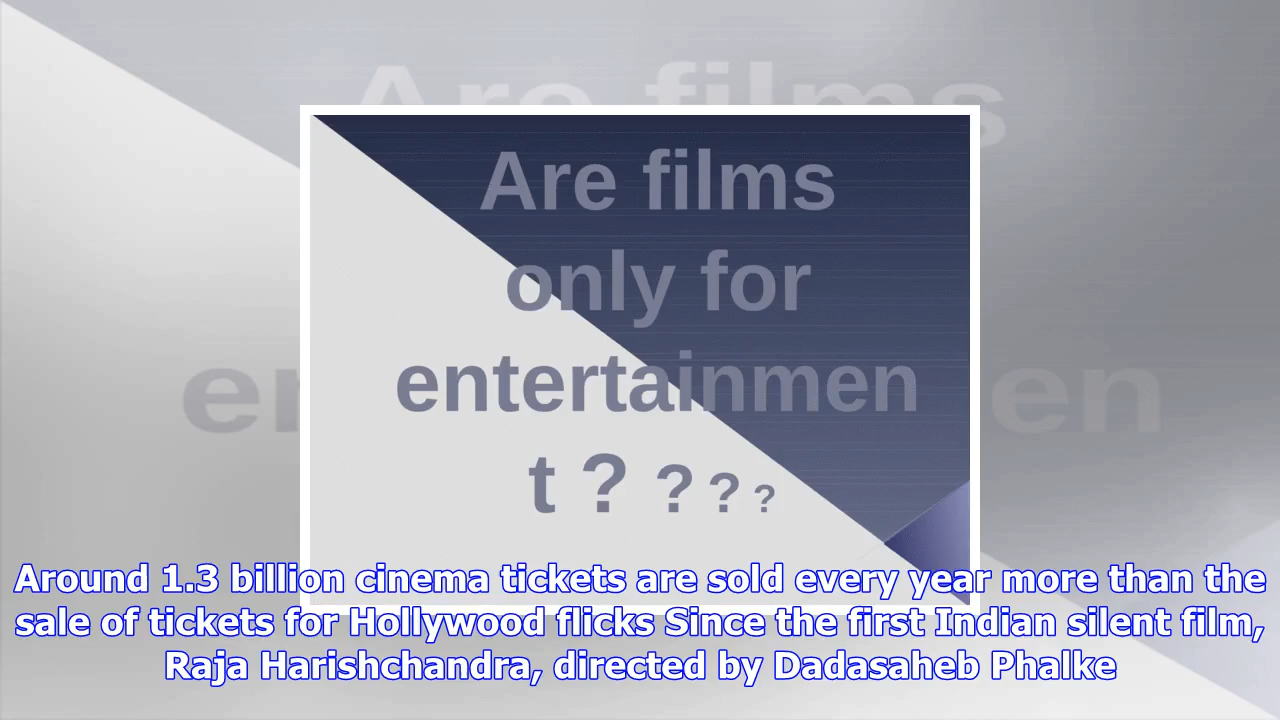 Are films
only for
entertainmen
t ? ? ? ?
Around 1.3 billion cinema tickets are sold every year more than the
sale of tickets for Hollywood flicks Since the first Indian silent film,
Raja Harishchandra, directed by Dadasaheb Phalke